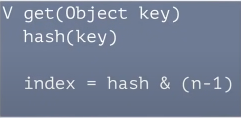 V get(Object key)
hash(key)
index = hash & (n-1)